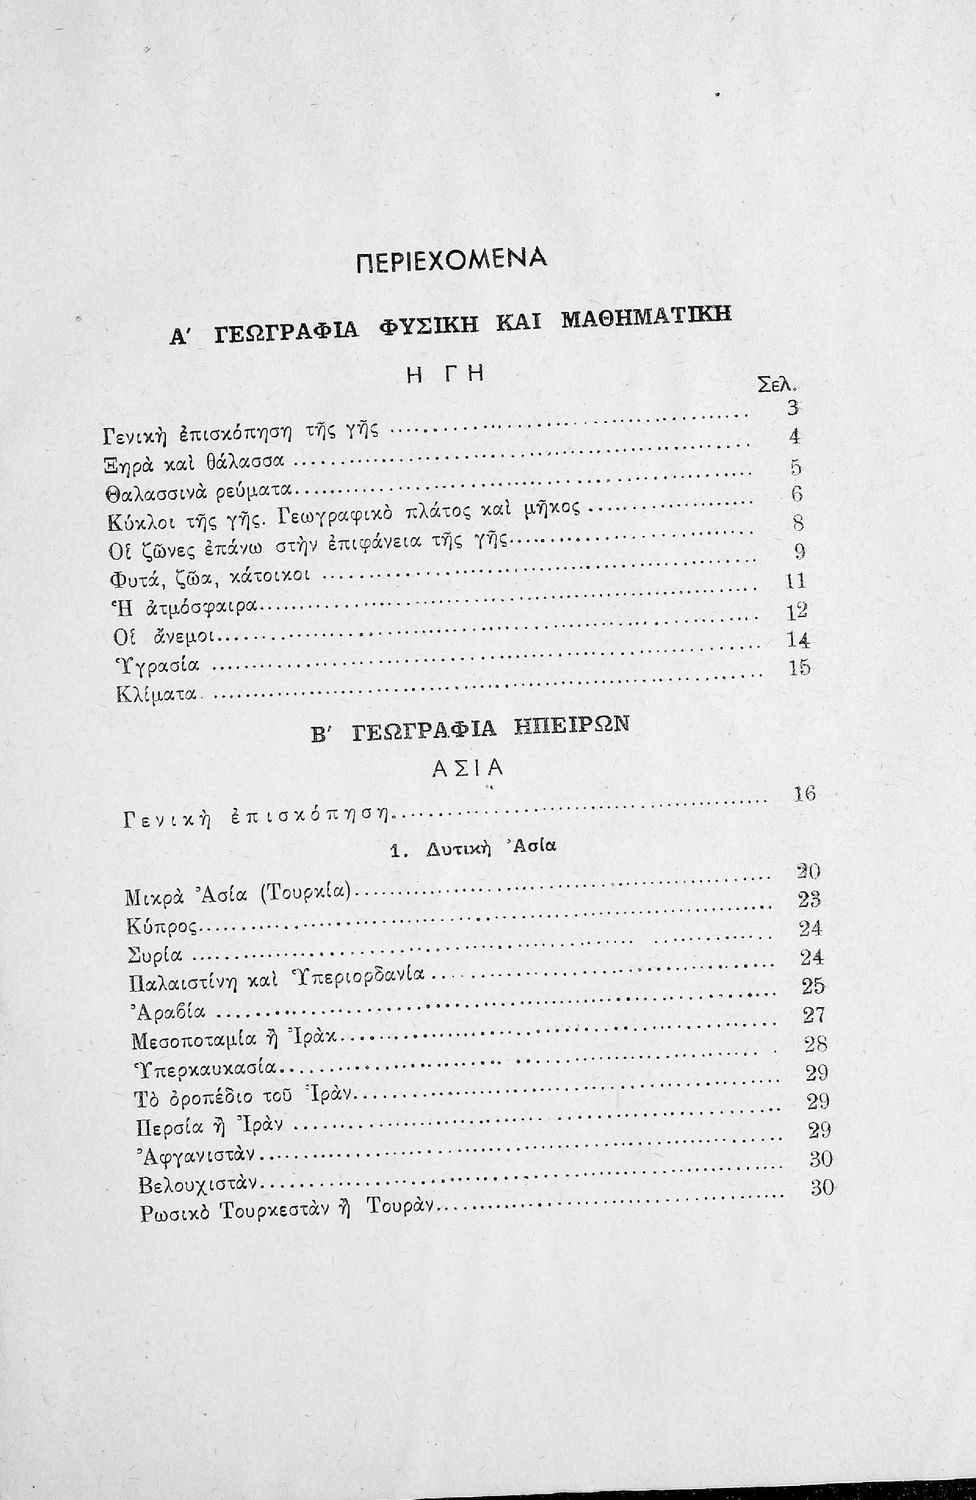 ΠΕΡΙΕΧΟΜΕΝΑ
Α′ ΓΕΩΓΡΑΦΙΑ ΦΥΣΙΚΗ ΚΑΙ ΜΑΘΗΜΑΤΙΚΗ
Η ΓΗ
Σελ.
Γενικὴ ἐπισκόπηση τῆς γῆς ........................ 3
Ξηρὰ καὶ θάλασσα ........................ 4
Θαλασσινὰ ρεύματα........................ 5
Κύκλοι τῆς γῆς. Γεωγραφικὸ πλάτος καὶ μῆκος ............ 6
Οἱ ζῶνες ἐπάνω στὴν ἐπιφάνεια τῆς γῆς.................. 8
Φυτά, ζῶα, κάτοικοι ........................ 9
Ἡ ἀτμόσφαιρα........................ 11
Οἱ ἄνεμοι........................ 12
Ὑγρασία ........................ 14
Κλίματα. ........................ 15
Β′ ΓΕΩΓΡΑΦΙΑ ΗΠΕΙΡΩΝ
ΑΣΙΑ
Γενικὴ ἐπισκόπηση........................ 16
1. Δυτικὴ Ἀσία
Μικρὰ Ἀσία (Τουρκία)........................ 20
Κύπρος........................ 23
Συρία ........................ 24
Παλαιστίνη καὶ Ὑπεριορδανία ........................ 24
Ἀραβία ........................ 25
Μεσοποταμία ἢ Ἰράκ........................ 27
Ὑπερκαυκασία........................ 28
Τὸ ὀροπέδιο τοῦ Ἰράν........................ 29
Περσία ἢ Ἰρὰν ........................ 29
Ἀφγανιστὰν........................ 29
Βελουχιστὰν........................ 30
Ρωσικὸ Τουρκεστὰν ἢ Τουρὰν........................ 30